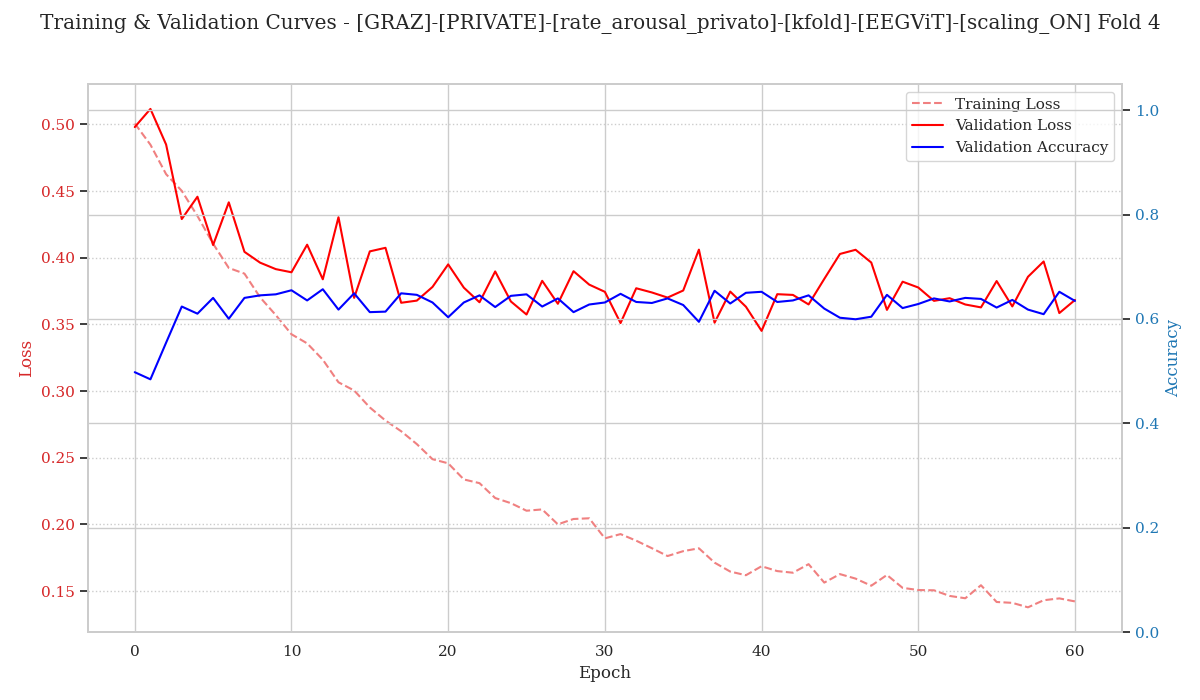 Training & Validation Curves - [GRAZ]-[PRIVATE]-[rate_arousal_privato]-[kfold]-[EEGViT]-[scaling_ON] Fold 4
Training Loss
Validation Loss
Validation Accuracy
0.50
0.45
0.40
0.35
0.30
0.25
0.20
0.15
Loss
1.0
0.8
0.6
0.4
0.2
0.0
Accuracy
0 10 20 30 40 50 60
Epoch